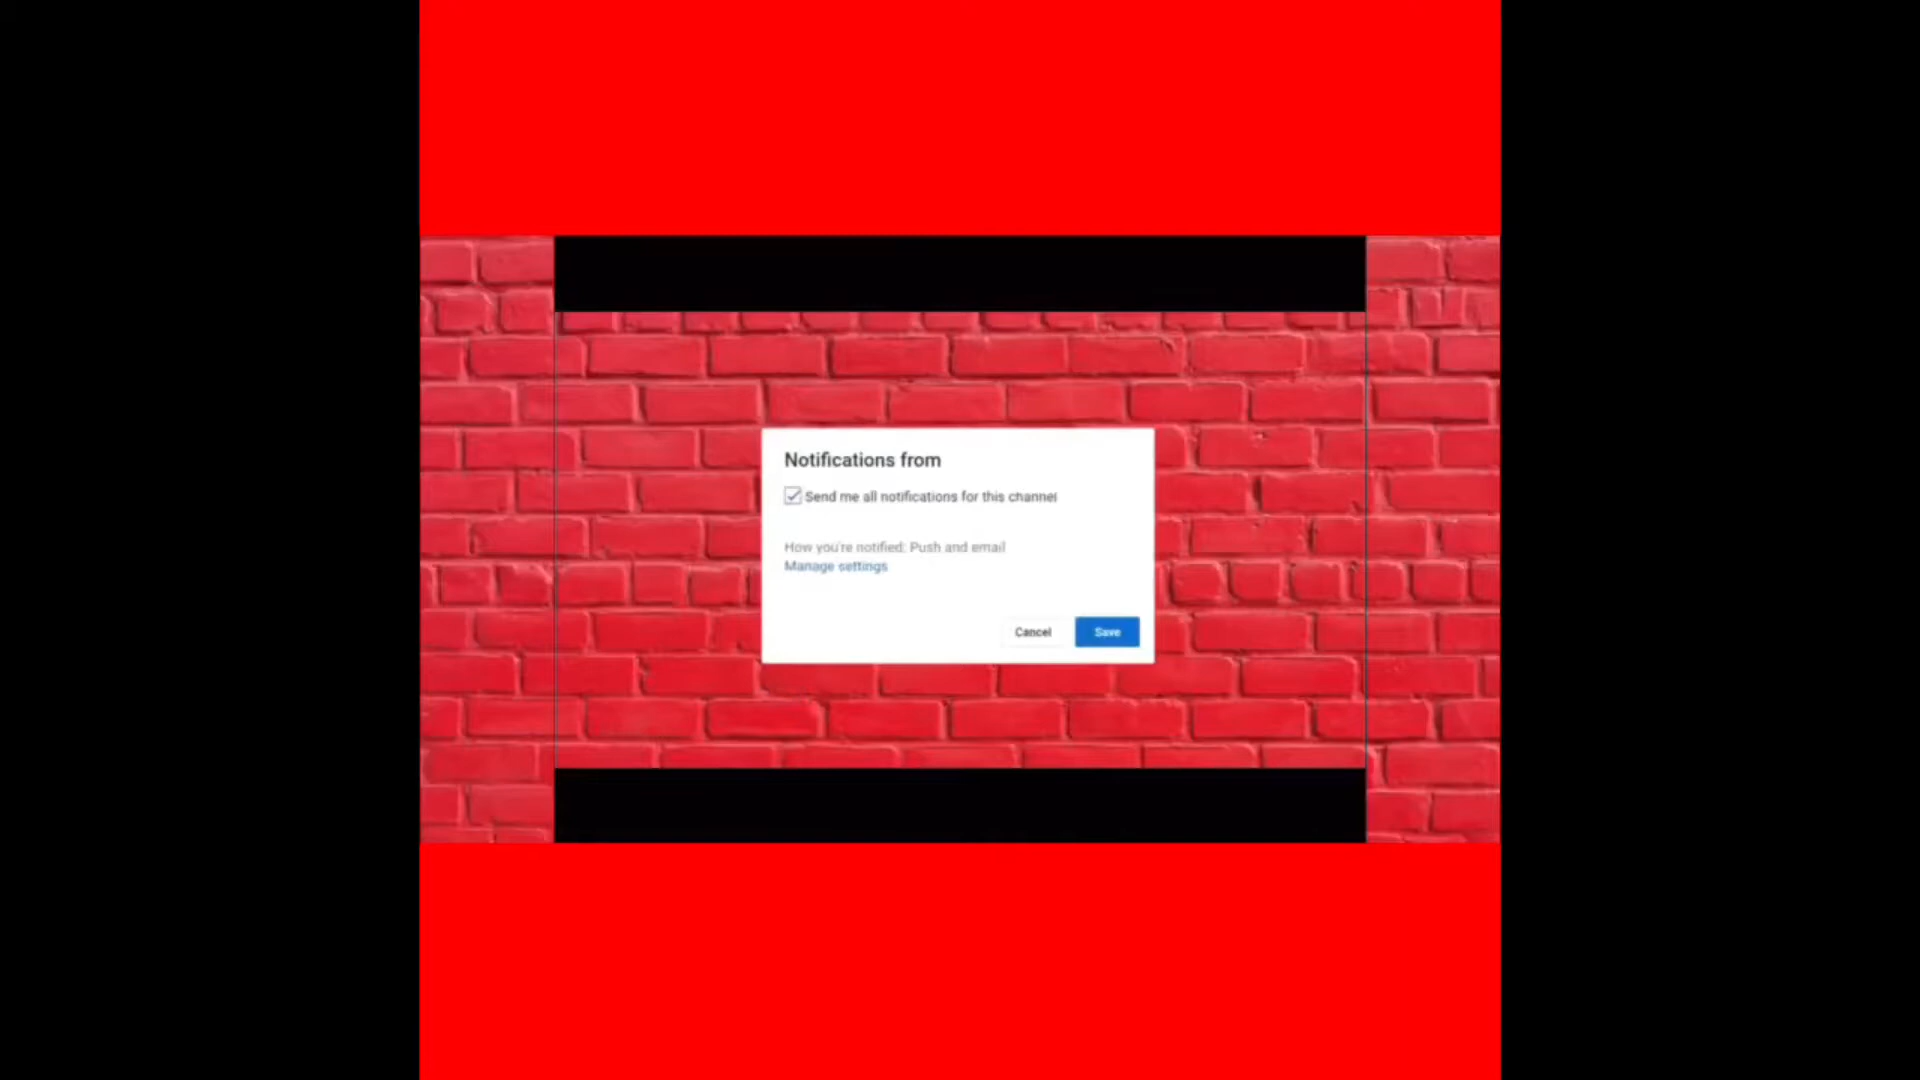 Notifications from
Send me all notifications for this channel
How you're notified: Push and email
Manage settings
Cancel
Save